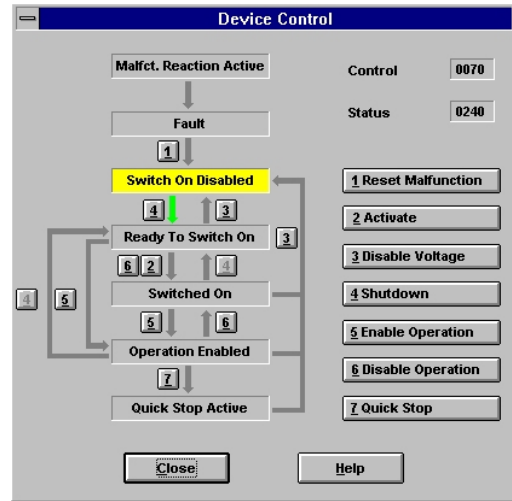 Device Control
Malfct. Reaction Active
Control 0070
Status 0240
Fault
1
Switch On Disabled
1 Reset Malfunction
4 3
2 Activate
Ready To Switch On
3
6 2 4
3 Disable Voltage
4 5
Switched On
4 Shutdown
5 6
5 Enable Operation
Operation Enabled
6 Disable Operation
7
Quick Stop Active
7 Quick Stop
Close
Help